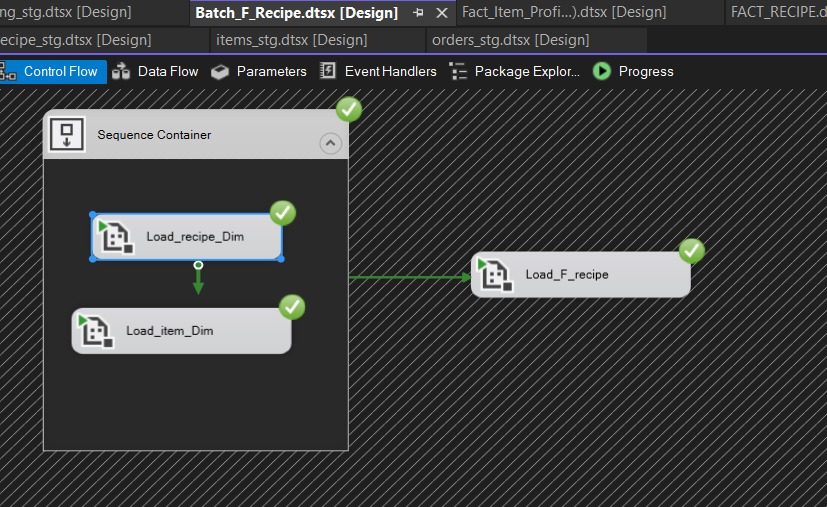 ng_stg.dtsx [Design]
Batch_F_Recipe.dtsx [Design]
Fact_Item_Profi...).dtsx [Design]
FACT_RECIPE.d
ecipe_stg.dtsx [Design]
items_stg.dtsx [Design]
orders_stg.dtsx [Design]
Control Flow
Data Flow
Parameters
Event Handlers
Package Explor...
Progress
Sequence Container
Load_recipe_Dim
Load_item_Dim
Load_F_recipe